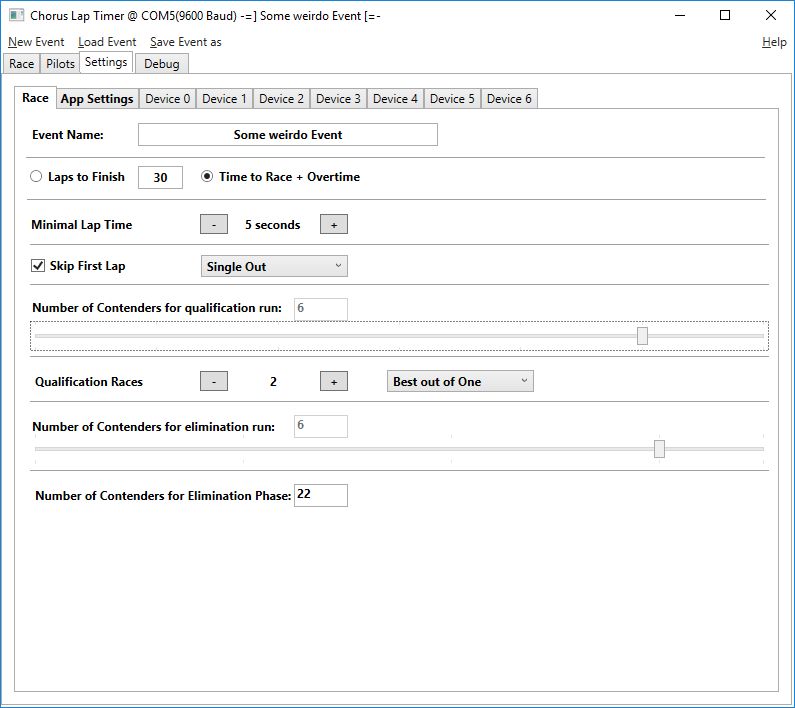 Chorus Lap Timer @ COM5(9600 Baud) -=] Some weirdo Event [=-
New Event Load Event Save Event as Help
Race Pilots Settings Debug
Race App Settings Device 0 Device 1 Device 2 Device 3 Device 4 Device 5 Device 6
Event Name: Some weirdo Event
Laps to Finish 30 Time to Race + Overtime
Minimal Lap Time - 5 seconds +
Skip First Lap Single Out
Number of Contenders for qualification run: 6
Qualification Races - 2 + Best out of One
Number of Contenders for elimination run: 6
Number of Contenders for Elimination Phase: 22